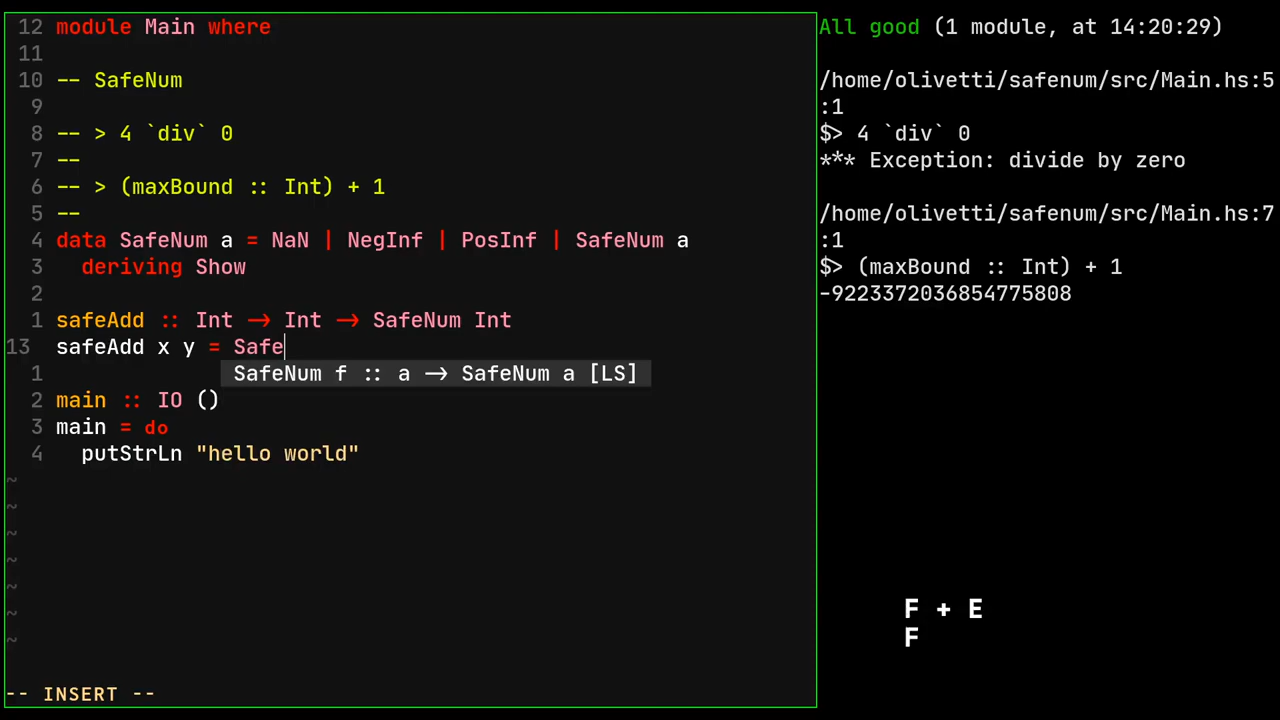 12 module Main where
11
10 -- SafeNum
9
8 -- > 4 `div` 0
7 --
6 -- > (maxBound :: Int) + 1
5 --
4 data SafeNum a = NaN | NegInf | PosInf | SafeNum a
3   deriving Show
2
1 safeAdd :: Int → Int → SafeNum Int
13 safeAdd x y = Safe
1 SafeNum f :: a → SafeNum a [LS]
2 main :: IO ()
3 main = do
4   putStrLn "hello world"
~
~
~
~
~
~
~
-- INSERT --
All good (1 module, at 14:20:29)
/home/olivetti/safenum/src/Main.hs:5
:1
$> 4 `div` 0
*** Exception: divide by zero
/home/olivetti/safenum/src/Main.hs:7
:1
$> (maxBound :: Int) + 1
-9223372036854775808
F + E
F